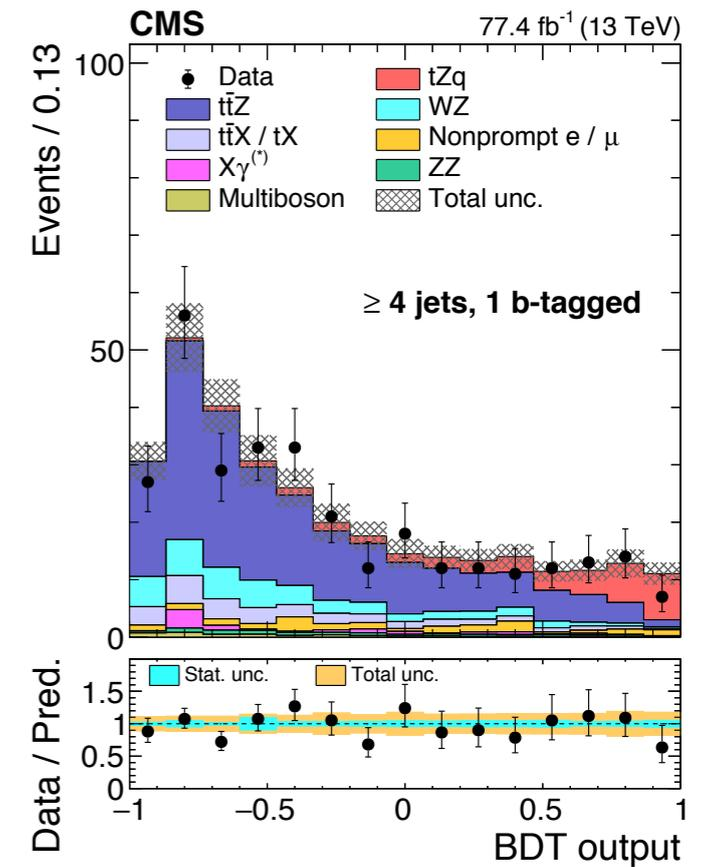 CMS 77.4 fb⁻¹ (13 TeV)
Events / 0.13
100
50
0
Data
tt̄Z
tt̄X / tX
Xγ(*)
Multiboson
tZq
WZ
Nonprompt e / μ
ZZ
Total unc.
≥ 4 jets, 1 b-tagged
Data / Pred.
1.5
1
0.5
0
Stat. unc. Total unc.
−1 −0.5 0 0.5 1
BDT output